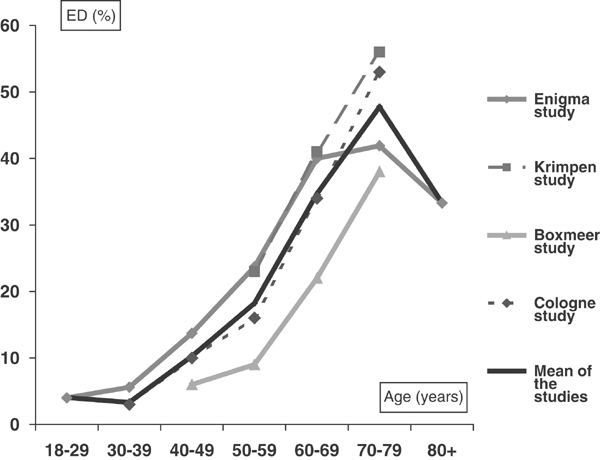 ED (%)
60
50
40
30
20
10
0
Age (years)
18-29 30-39 40-49 50-59 60-69 70-79 80+
Enigma
study
Krimpen
study
Boxmeer
study
Cologne
study
Mean of
the
studies